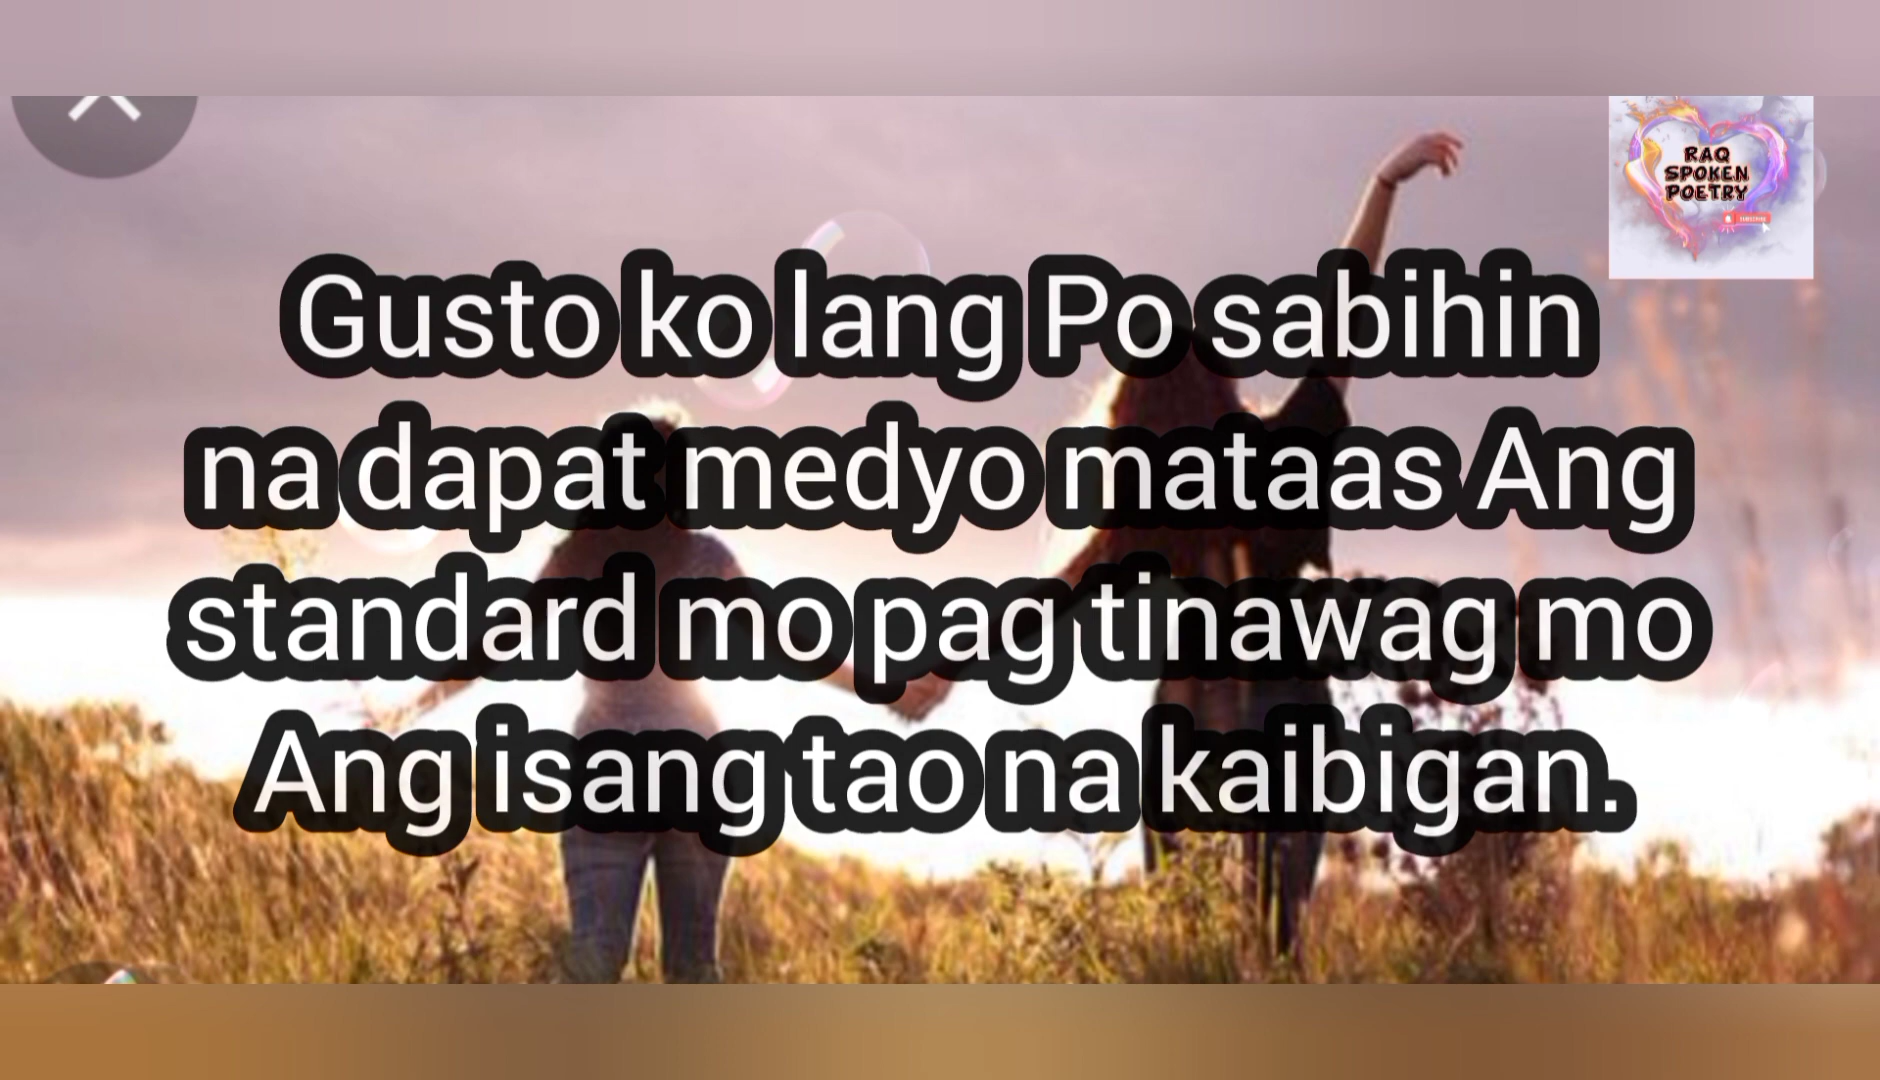 RAQ
SPOKEN
POETRY
SUBSCRIBE
Gusto ko lang Po sabihin
na dapat medyo mataas Ang
standard mo pag tinawag mo
Ang isang tao na kaibigan.